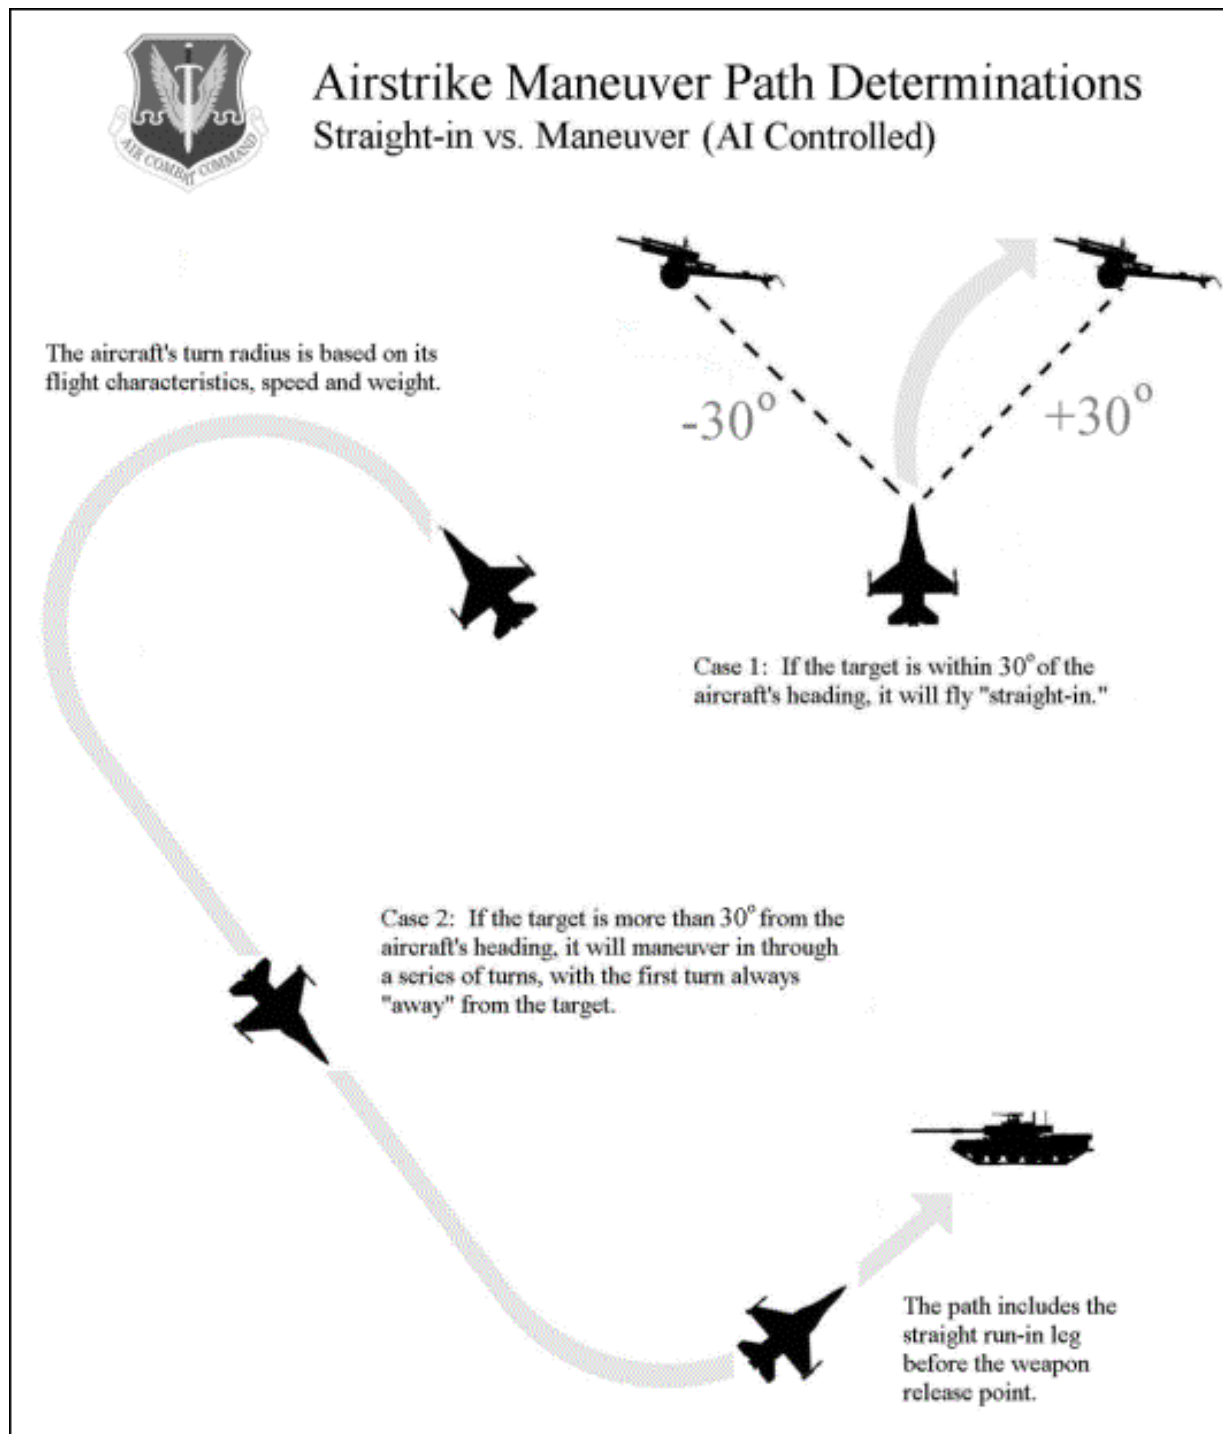 Airstrike Maneuver Path Determinations
Straight-in vs. Maneuver (AI Controlled)
AIR COMBAT COMMAND
The aircraft's turn radius is based on its
flight characteristics, speed and weight.
-30°
+30°
Case 1: If the target is within 30° of the
aircraft's heading, it will fly "straight-in."
Case 2: If the target is more than 30° from the
aircraft's heading, it will maneuver in through
a series of turns, with the first turn always
"away" from the target.
The path includes the
straight run-in leg
before the weapon
release point.